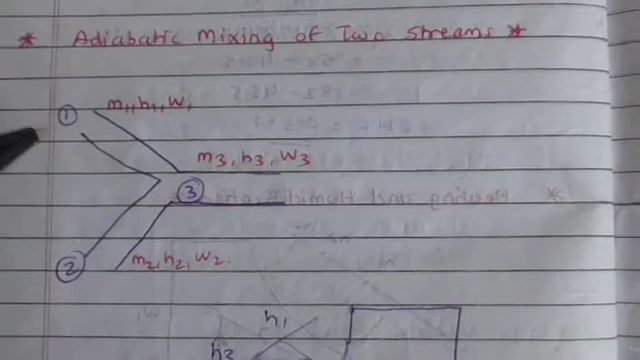 * Adiabatic Mixing of Two Streams *
① m1, h1, W1
m3, h3, W3
③
② m2, h2, W2
h1
h3